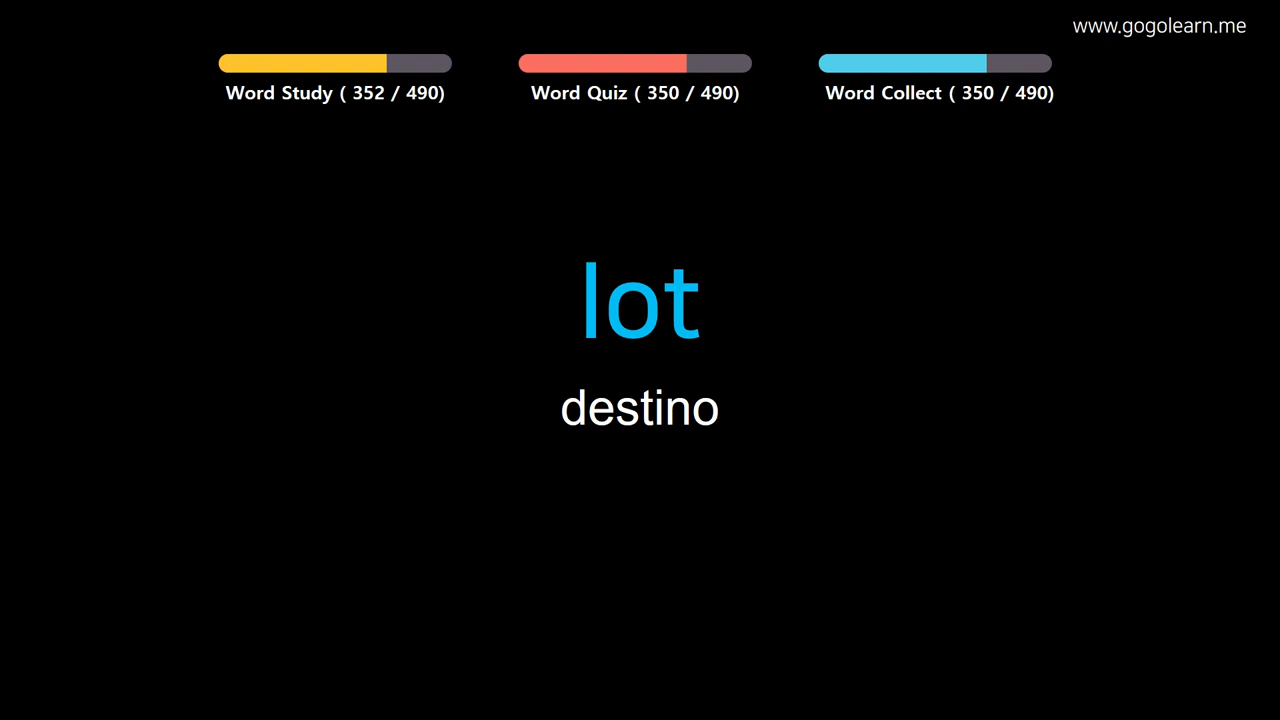 www.gogolearn.me
Word Study ( 352 / 490)
Word Quiz ( 350 / 490)
Word Collect ( 350 / 490)
lot
destino